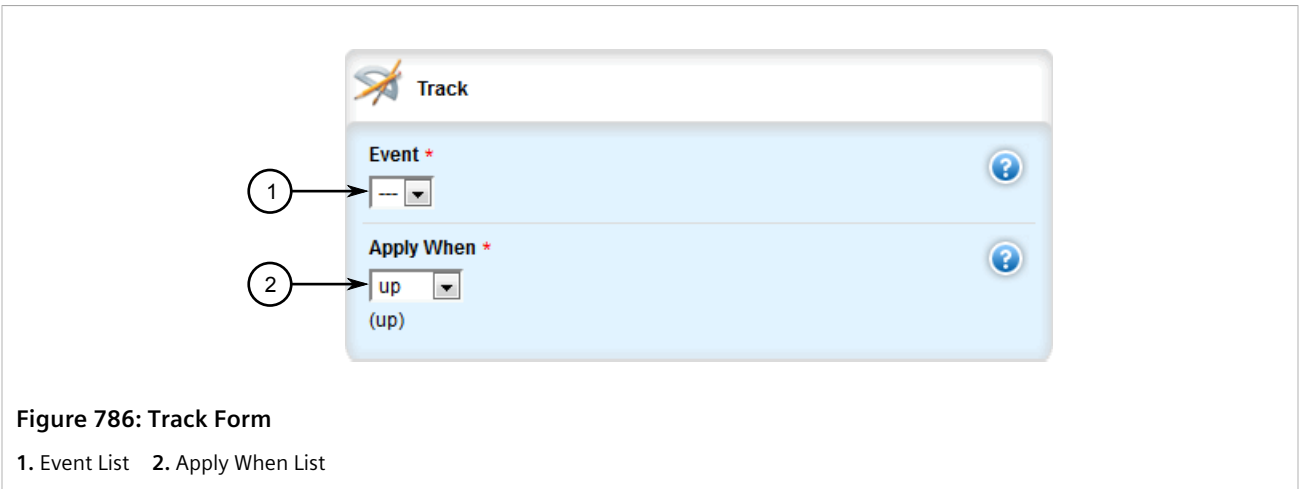 Track
Event *
?
1
---
Apply When *
?
2
up
(up)
Figure 786: Track Form
1. Event List 2. Apply When List